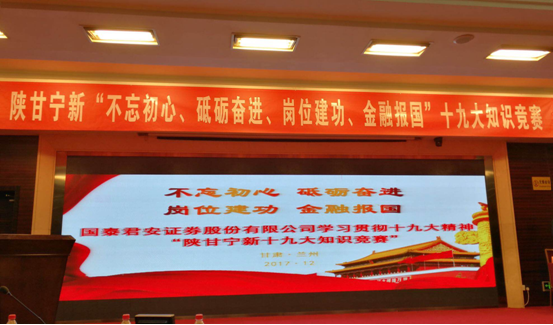 陕甘宁新“不忘初心、砥砺奋进、岗位建功、金融报国”十九大知识竞赛
不忘初心 砥砺奋进
岗位建功 金融报国
国泰君安证券股份有限公司学习贯彻十九大精神
“陕甘宁新十九大知识竞赛”
甘肃·兰州
2017·12